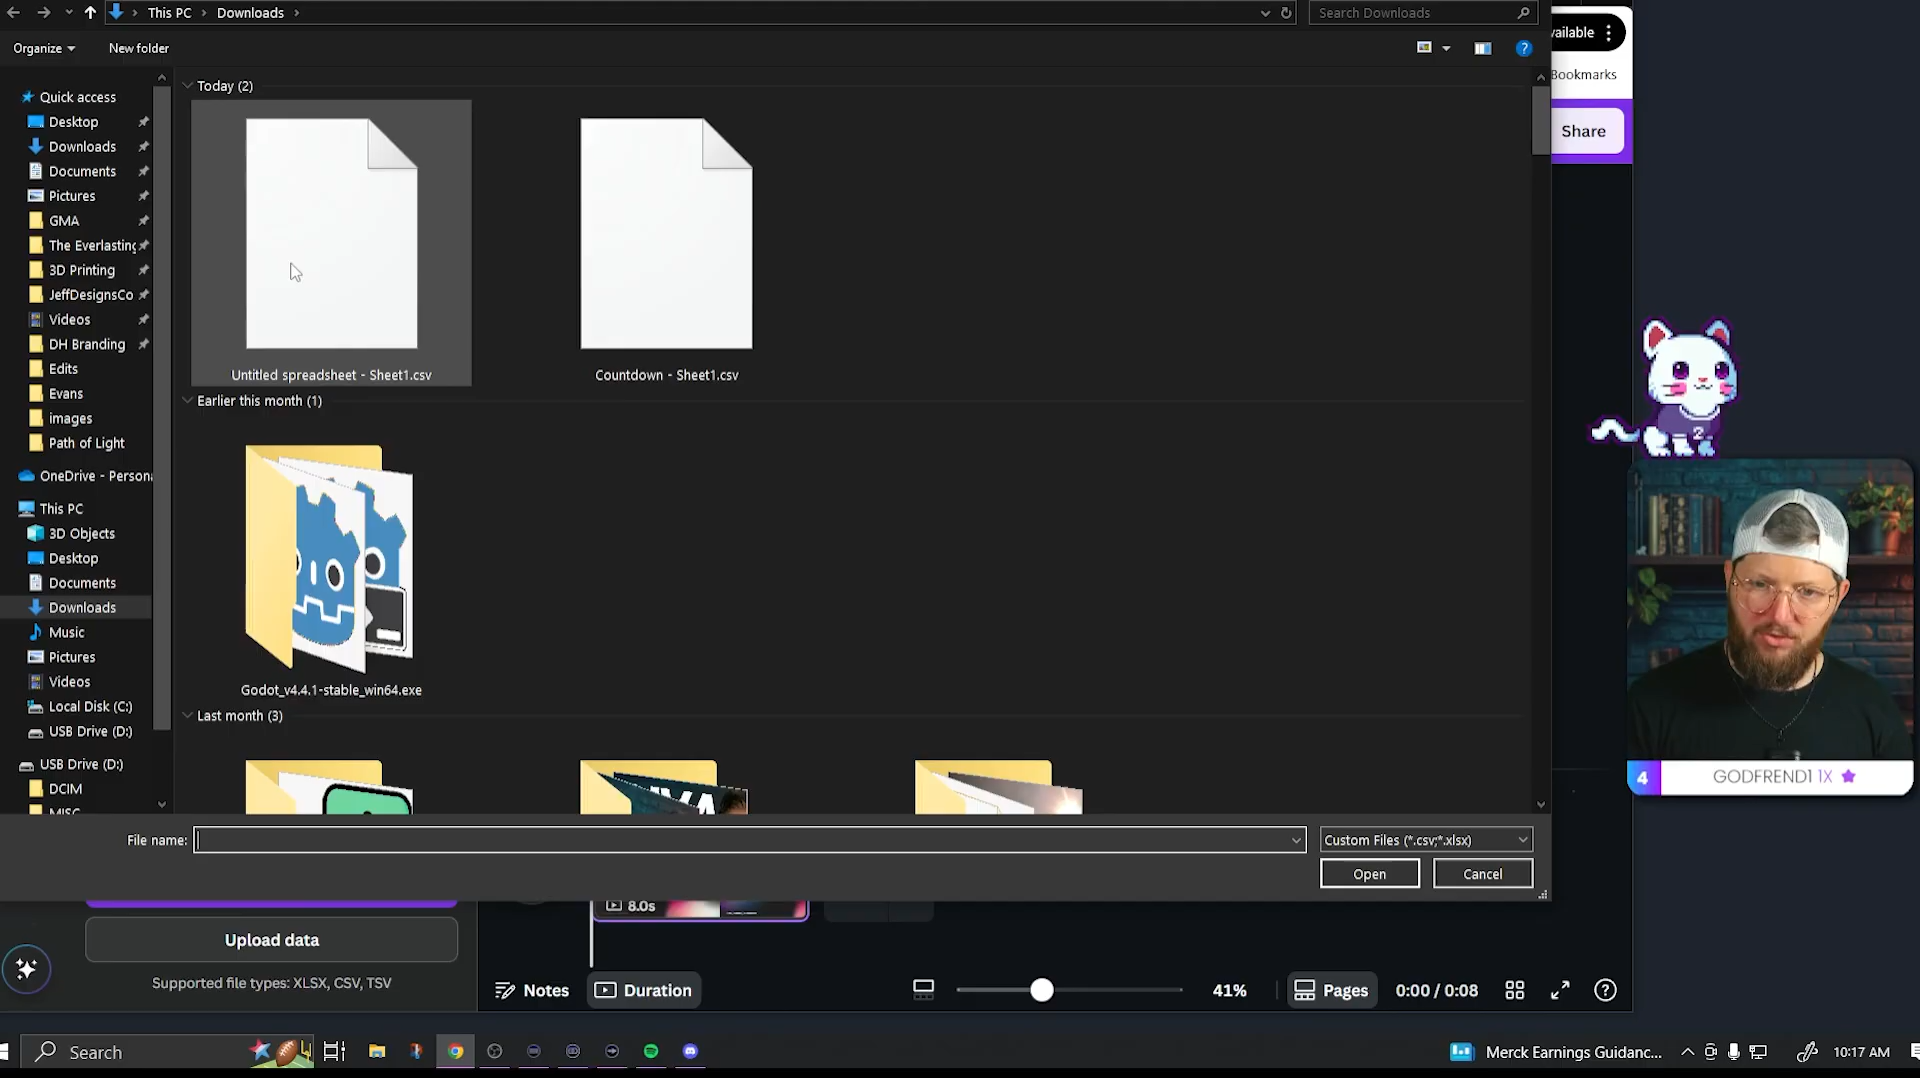 This PC > Downloads >
Search Downloads
Organize
New folder
?
Quick access
Desktop
Downloads
Documents
Pictures
GMA
The Everlasting
3D Printing
JeffDesignsCo
Videos
DH Branding
Edits
Evans
images
Path of Light
OneDrive - Persona
This PC
3D Objects
Desktop
Documents
Downloads
Music
Pictures
Videos
Local Disk (C:)
USB Drive (D:)
USB Drive (D:)
DCIM
MISC
Today (2)
Untitled spreadsheet - Sheet1.csv
Countdown - Sheet1.csv
Earlier this month (1)
Godot_v4.4.1-stable_win64.exe
Last month (3)
File name:
Custom Files (*.csv;*.xlsx)
Open
Cancel
vailable
Bookmarks
Share
2
4 GODFREND1 1X
8.0s
Upload data
Supported file types: XLSX, CSV, TSV
Notes
Duration
41%
Pages
0:00 / 0:08
?
Search
Merck Earnings Guidanc...
10:17 AM